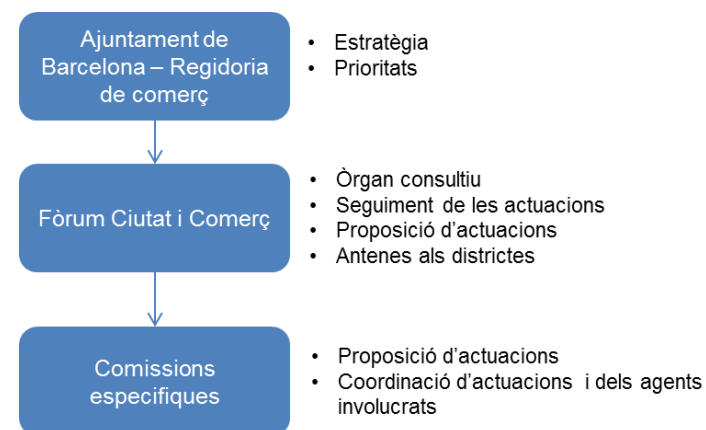 Ajuntament de
Barcelona – Regidoria
de comerç
• Estratègia
• Prioritats
Fòrum Ciutat i Comerç
• Òrgan consultiu
• Seguiment de les actuacions
• Proposició d’actuacions
• Antenes als districtes
Comissions
especifiques
• Proposició d’actuacions
• Coordinació d’actuacions i dels agents
involucrats